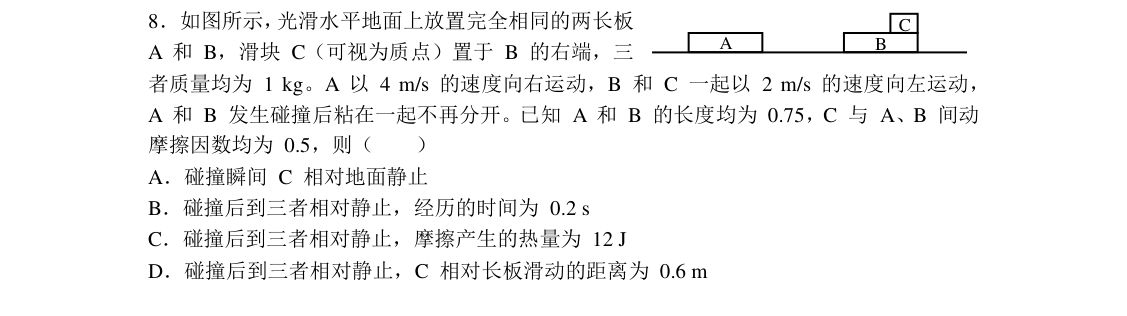 8．如图所示，光滑水平地面上放置完全相同的两长板
A 和 B，滑块 C（可视为质点）置于 B 的右端，三
者质量均为 1 kg。A 以 4 m/s 的速度向右运动，B 和 C 一起以 2 m/s 的速度向左运动，
A 和 B 发生碰撞后粘在一起不再分开。已知 A 和 B 的长度均为 0.75，C 与 A、B 间动
摩擦因数均为 0.5，则（　　）
A．碰撞瞬间 C 相对地面静止
B．碰撞后到三者相对静止，经历的时间为 0.2 s
C．碰撞后到三者相对静止，摩擦产生的热量为 12 J
D．碰撞后到三者相对静止，C 相对长板滑动的距离为 0.6 m
C
A
B